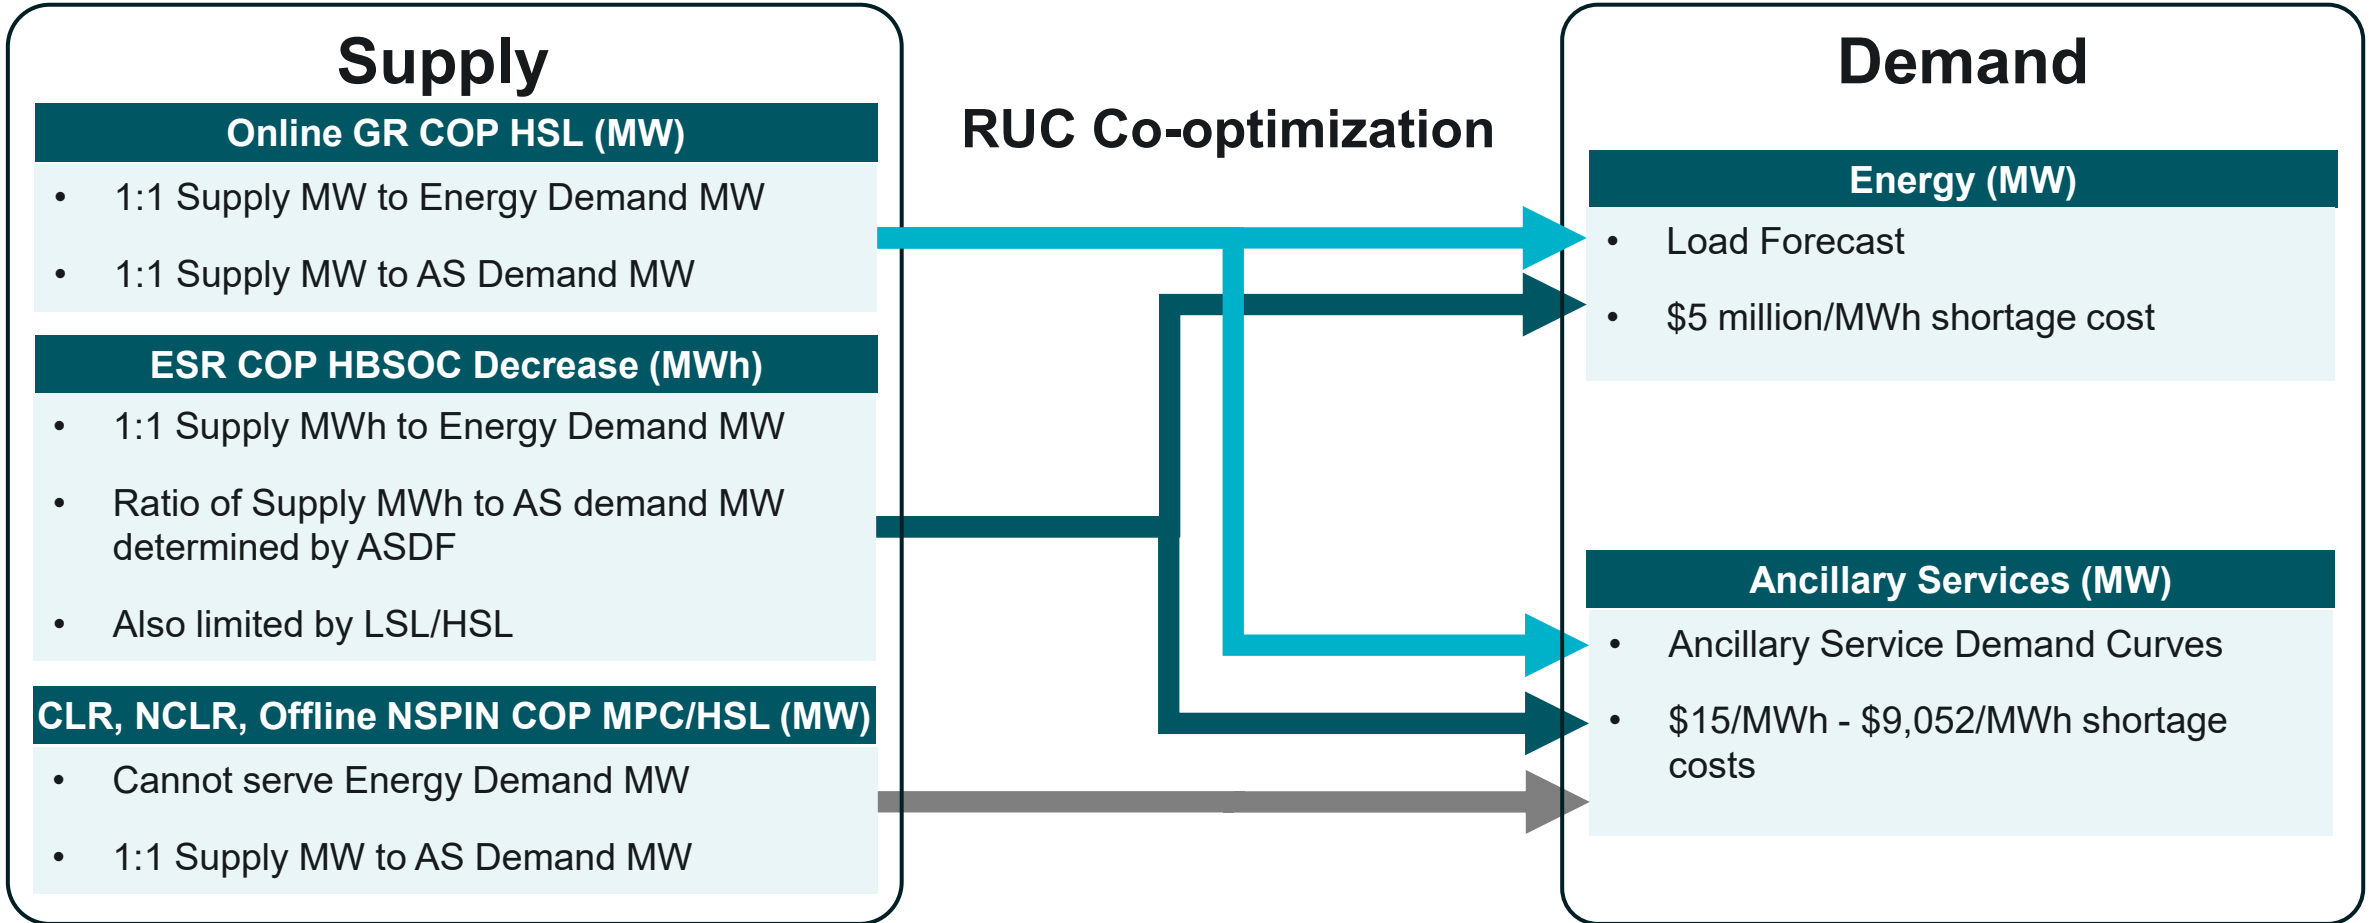 Supply
Online GR COP HSL (MW)
• 1:1 Supply MW to Energy Demand MW
• 1:1 Supply MW to AS Demand MW
ESR COP HBSOC Decrease (MWh)
• 1:1 Supply MWh to Energy Demand MW
• Ratio of Supply MWh to AS demand MW
determined by ASDF
• Also limited by LSL/HSL
CLR, NCLR, Offline NSPIN COP MPC/HSL (MW)
• Cannot serve Energy Demand MW
• 1:1 Supply MW to AS Demand MW
RUC Co-optimization
Demand
Energy (MW)
• Load Forecast
• $5 million/MWh shortage cost
Ancillary Services (MW)
• Ancillary Service Demand Curves
• $15/MWh - $9,052/MWh shortage
costs